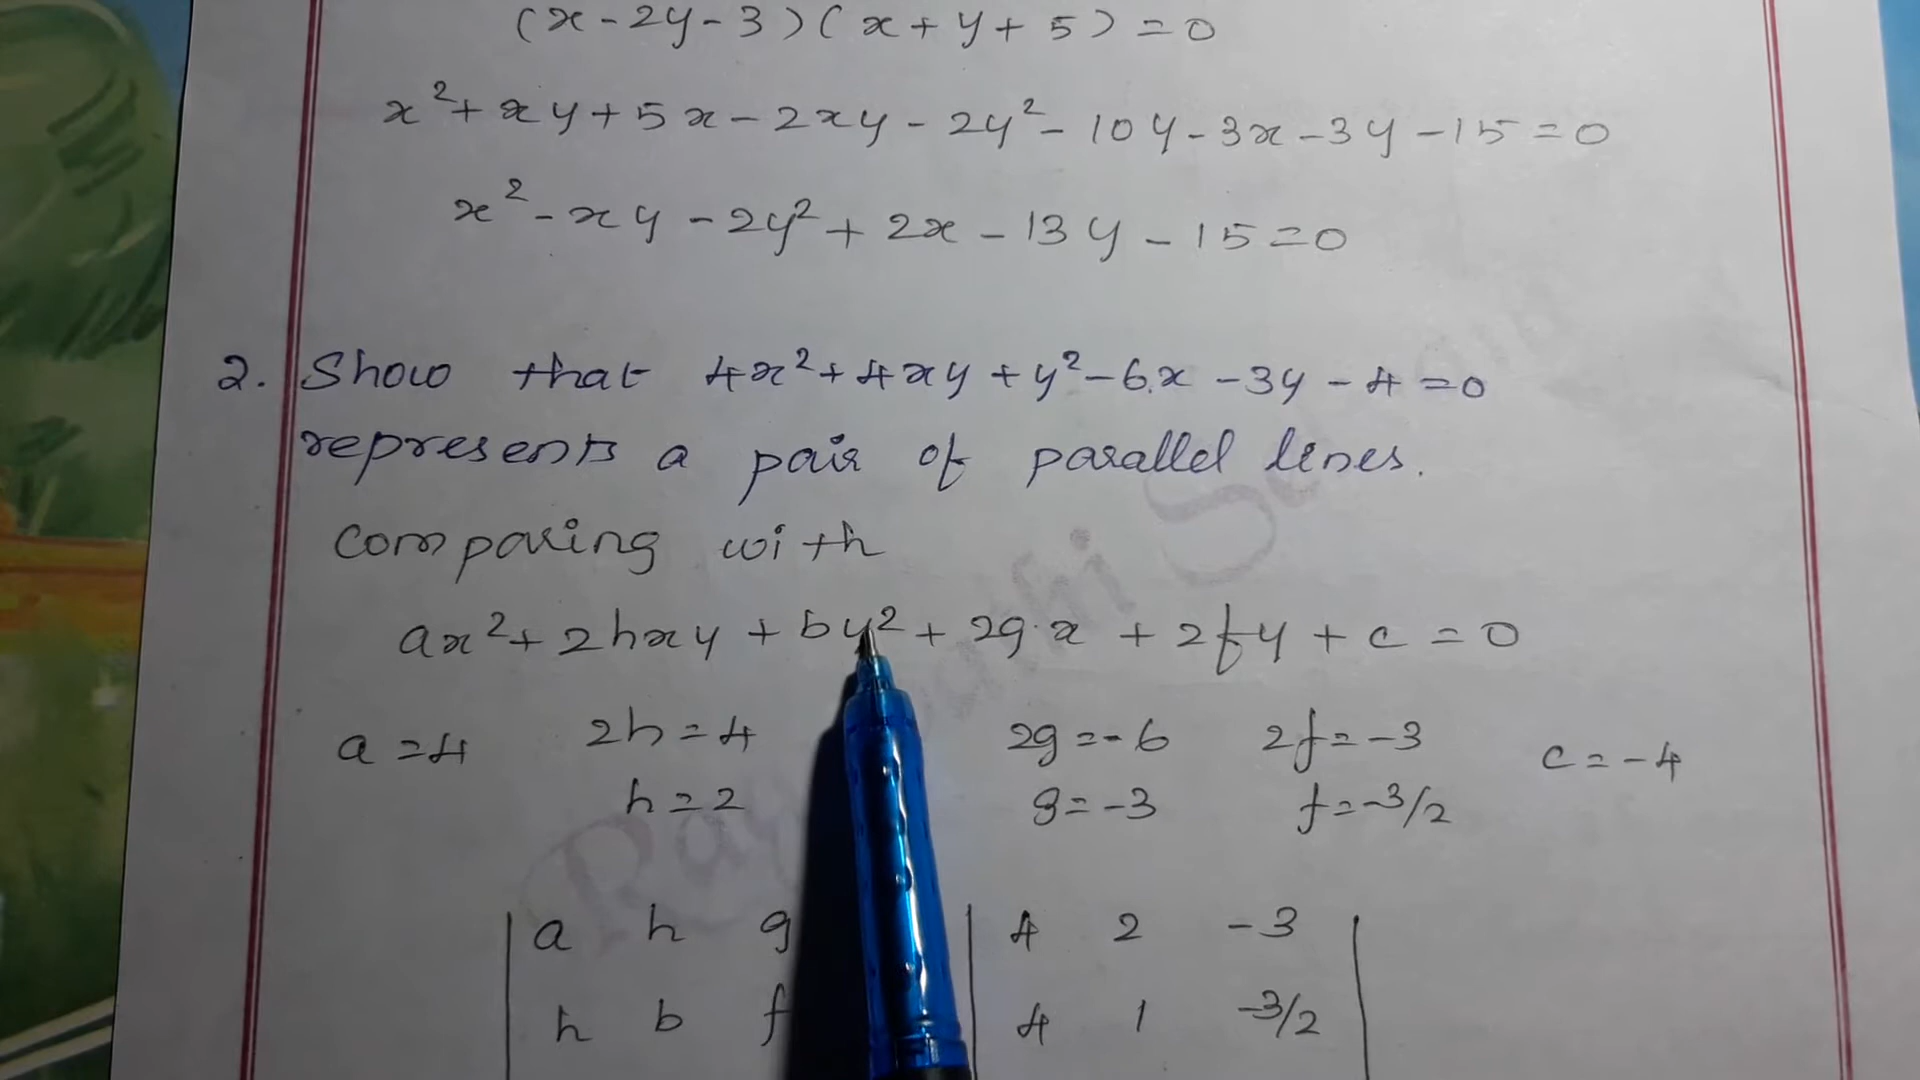 (x - 2y - 3)(x + y + 5) = 0
x² + xy + 5x - 2xy - 2y² - 10y - 3x - 3y - 15 = 0
x² - xy - 2y² + 2x - 13y - 15 = 0
2. Show that 4x² + 4xy + y² - 6x - 3y - 4 = 0
represents a pair of parallel lines.
Comparing with
ax² + 2hxy + by² + 2g x + 2fy + c = 0
a = 4 2h = 4 2g = -6 2f = -3 c = -4
h = 2 g = -3 f = -3/2
a h g 4 2 -3
h b f 4 1 -3/2